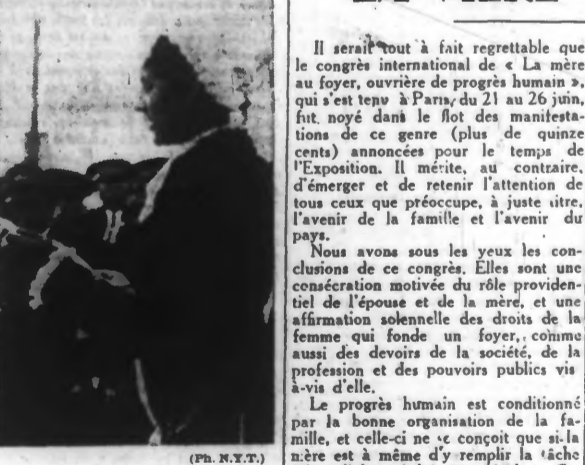 (Ph. N.Y.T.)
Il serait tout à fait regrettable que
le congrès international de « La mère
au foyer, ouvrière de progrès humain »,
qui s'est tenu à Paris, du 21 au 26 juin,
fût noyé dans le flot des manifesta-
tions de ce genre (plus de quinze
cents) annoncées pour le temps de
l'Exposition. Il mérite, au contraire,
d'émerger et de retenir l'attention de
tous ceux que préoccupe, à juste titre,
l'avenir de la famille et l'avenir du
pays.
Nous avons sous les yeux les con-
clusions de ce congrès. Elles sont une
consécration motivée du rôle providen-
tiel de l'épouse et de la mère, et une
affirmation solennelle des droits de la
femme qui fonde un foyer, comme
aussi des devoirs de la société, de la
profession et des pouvoirs publics vis
à-vis d'elle.
Le progrès humain est conditionné
par la bonne organisation de la fa-
mille, et celle-ci ne se conçoit que si la
mère est à même d'y remplir la tâche